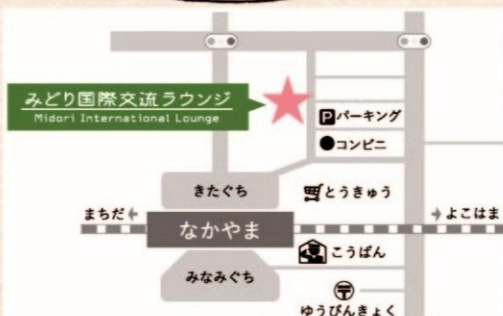 みどり国際交流ラウンジ
Midori International Lounge
Pパーキング
コンビニ
きたぐち
とうきゅう
まちだ←
→よこはま
なかやま
こうばん
みなみぐち
〒
ゆうびんきょく